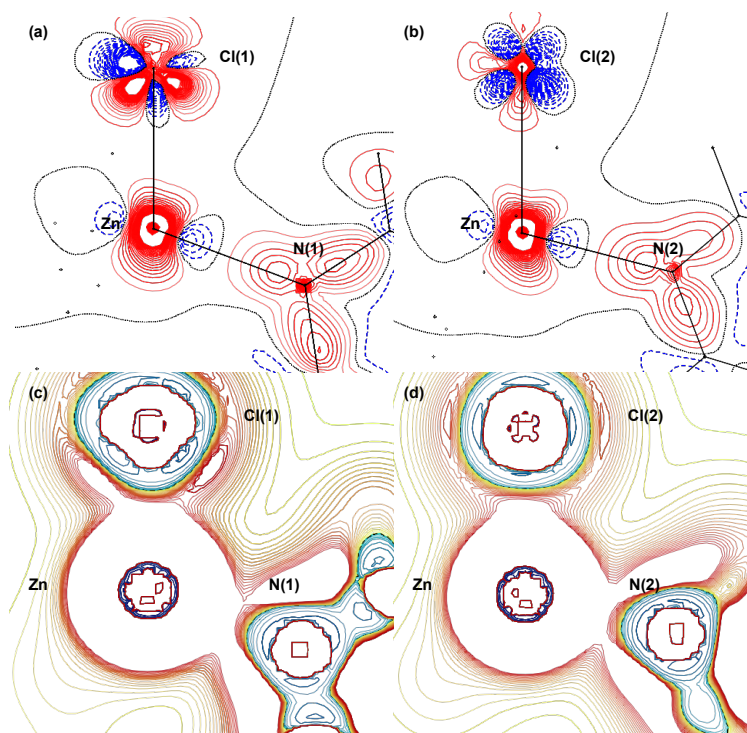 (a) Cl(1)
(b) Cl(2)
Zn
N(1)
Zn
N(2)
(c) Cl(1)
(d) Cl(2)
Zn
N(1)
Zn
N(2)